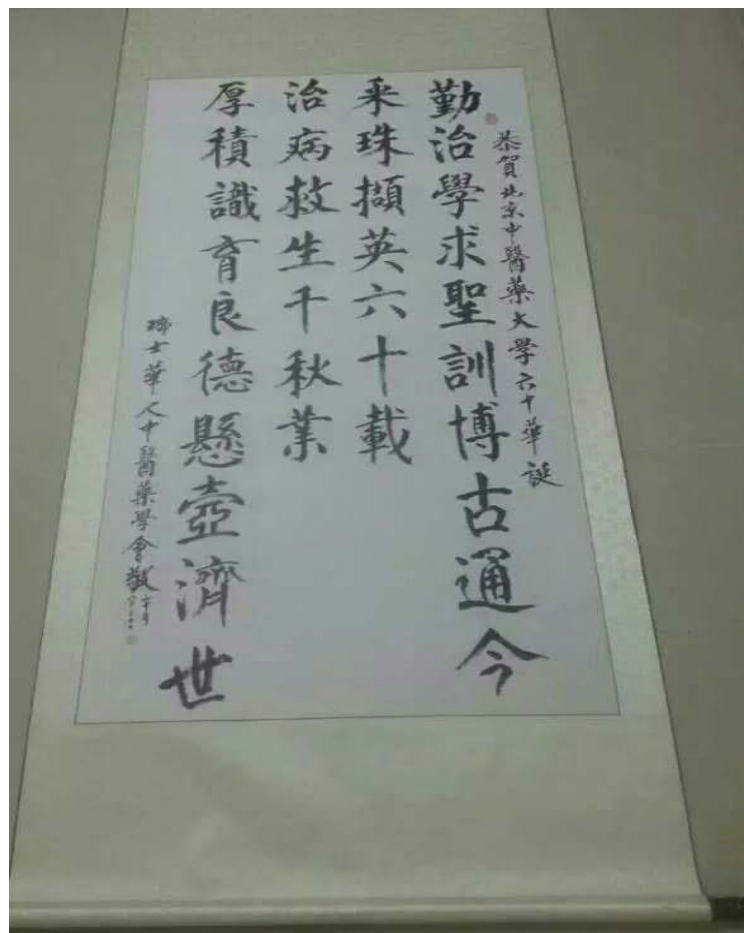 恭賀北京中醫藥大學六十華誕
勤治學求聖訓博古通今
采珠擷英六十載
治病救生千秋業
厚積識育良德懸壺濟世
瑞士華人中醫藥學會敬